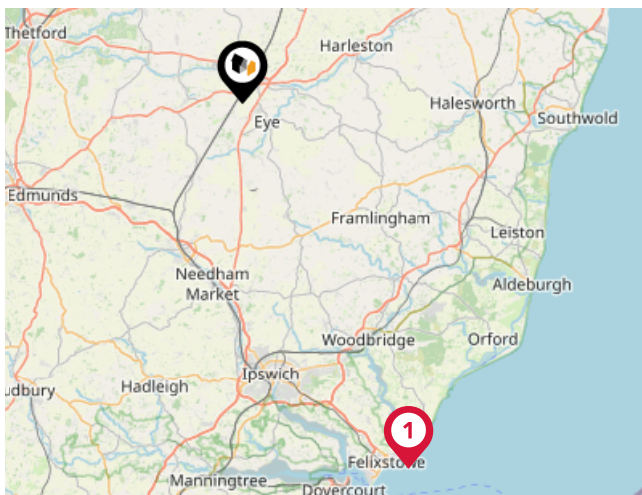 Thetford
Harleston
Halesworth
Eye
Southwold
Edmunds
Framlingham
Leiston
Needham
Market
Aldeburgh
Woodbridge
Orford
Ipswich
Hadleigh
udbury
1
Felixstowe
Manningtree
Dovercourt